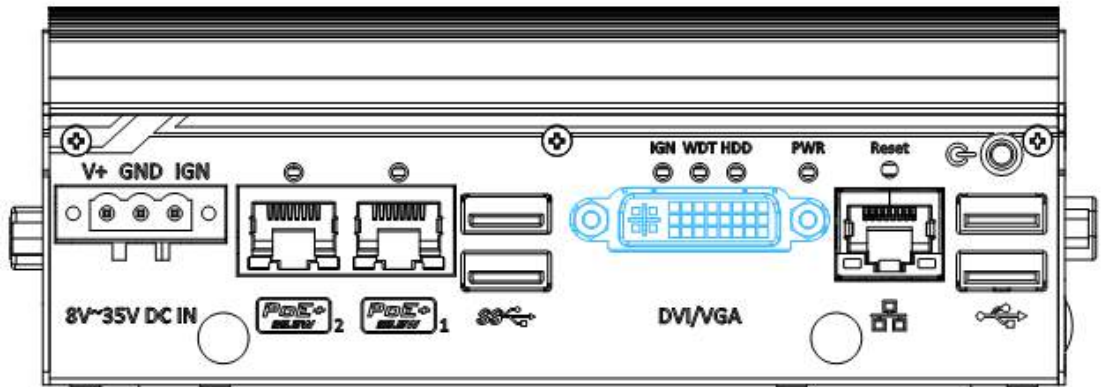 IGN WDT HDD PWR Reset
V+ GND IGN
8V~35V DC IN
PoE+ 2
PoE+ 1
DVI/VGA